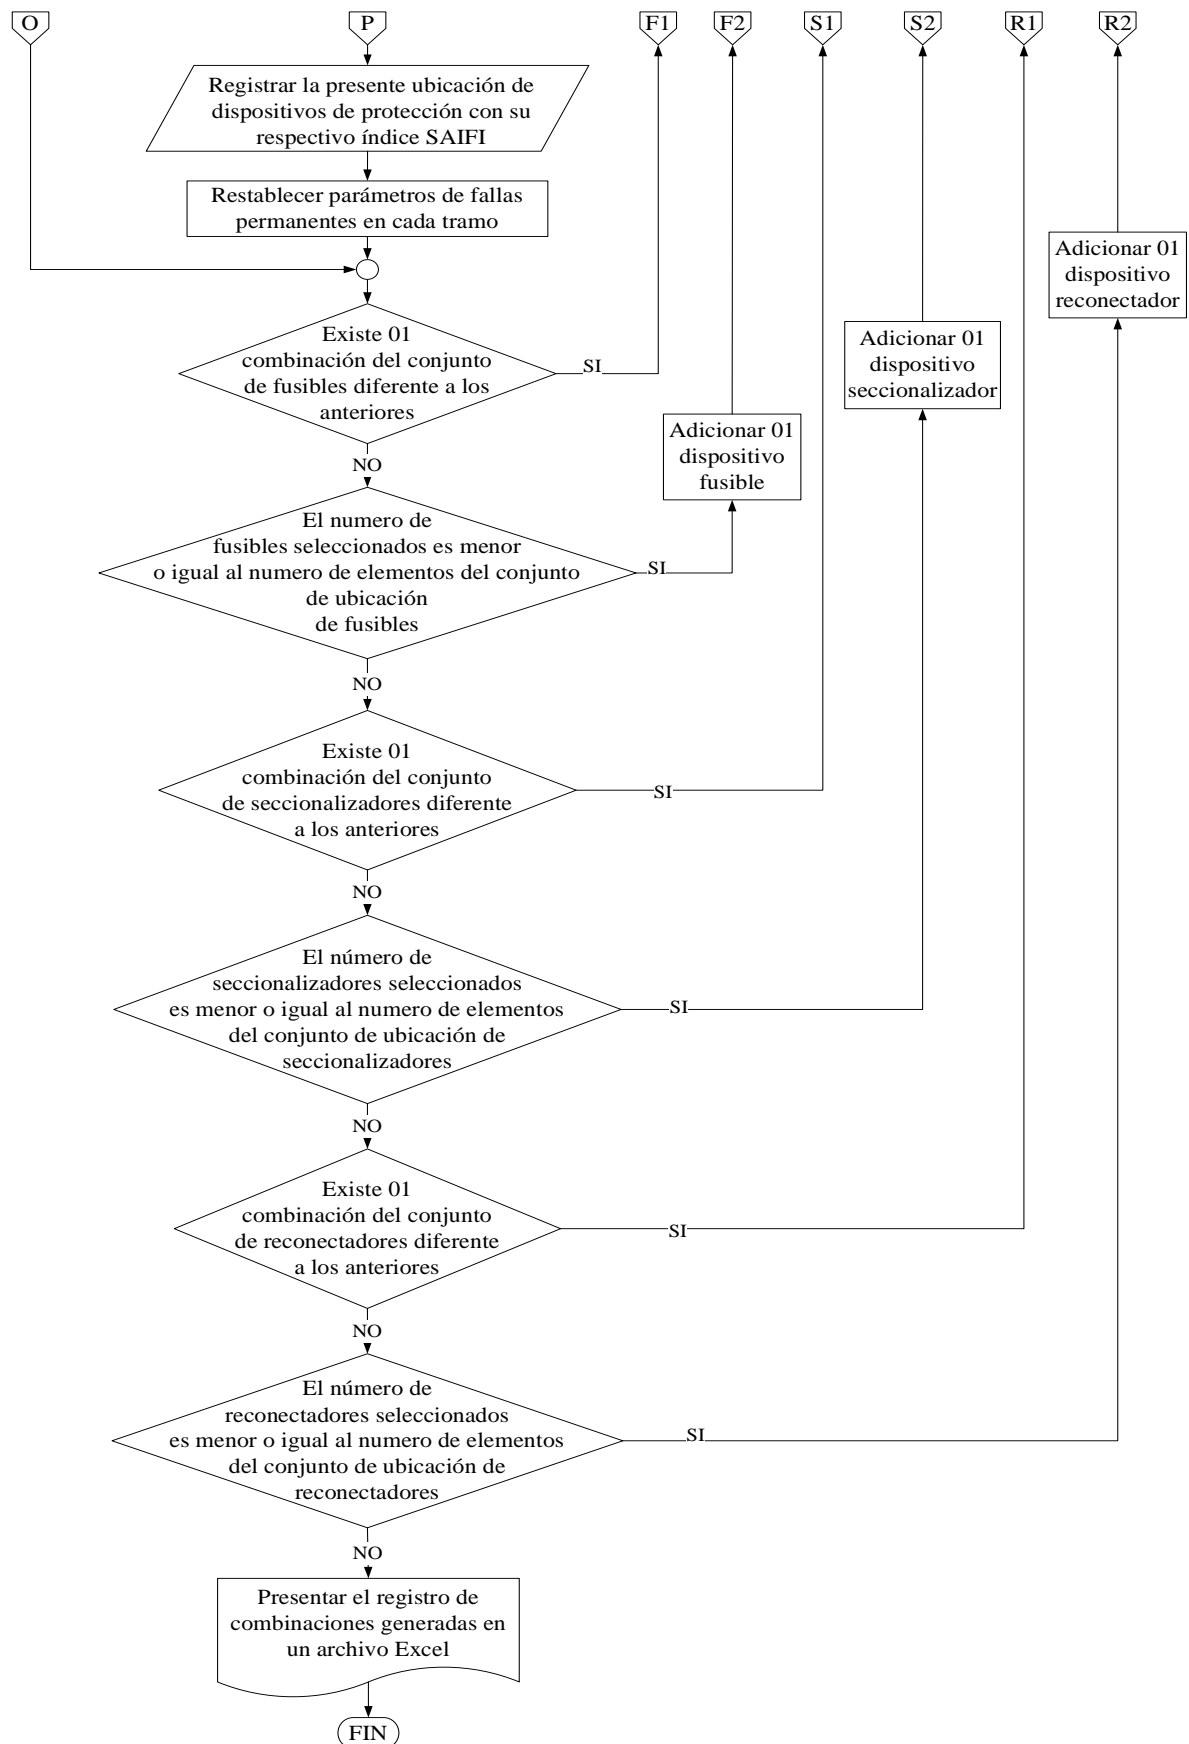 O
P
F1
F2
S1
S2
R1
R2
Registrar la presente ubicación de
dispositivos de protección con su
respectivo índice SAIFI
Restablecer parámetros de fallas
permanentes en cada tramo
Adicionar 01
dispositivo
reconectador
Existe 01
combinación del conjunto
de fusibles diferente a los
anteriores
SI
Adicionar 01
dispositivo
seccionalizador
NO
Adicionar 01
dispositivo
fusible
El numero de
fusibles seleccionados es menor
o igual al numero de elementos del conjunto
de ubicación
de fusibles
SI
NO
Existe 01
combinación del conjunto
de seccionalizadores diferente
a los anteriores
SI
NO
El número de
seccionalizadores seleccionados
es menor o igual al numero de elementos
del conjunto de ubicación de
seccionalizadores
SI
NO
Existe 01
combinación del conjunto
de reconectadores diferente
a los anteriores
SI
NO
El número de
reconectadores seleccionados
es menor o igual al numero de elementos
del conjunto de ubicación de
reconectadores
SI
NO
Presentar el registro de
combinaciones generadas en
un archivo Excel
FIN